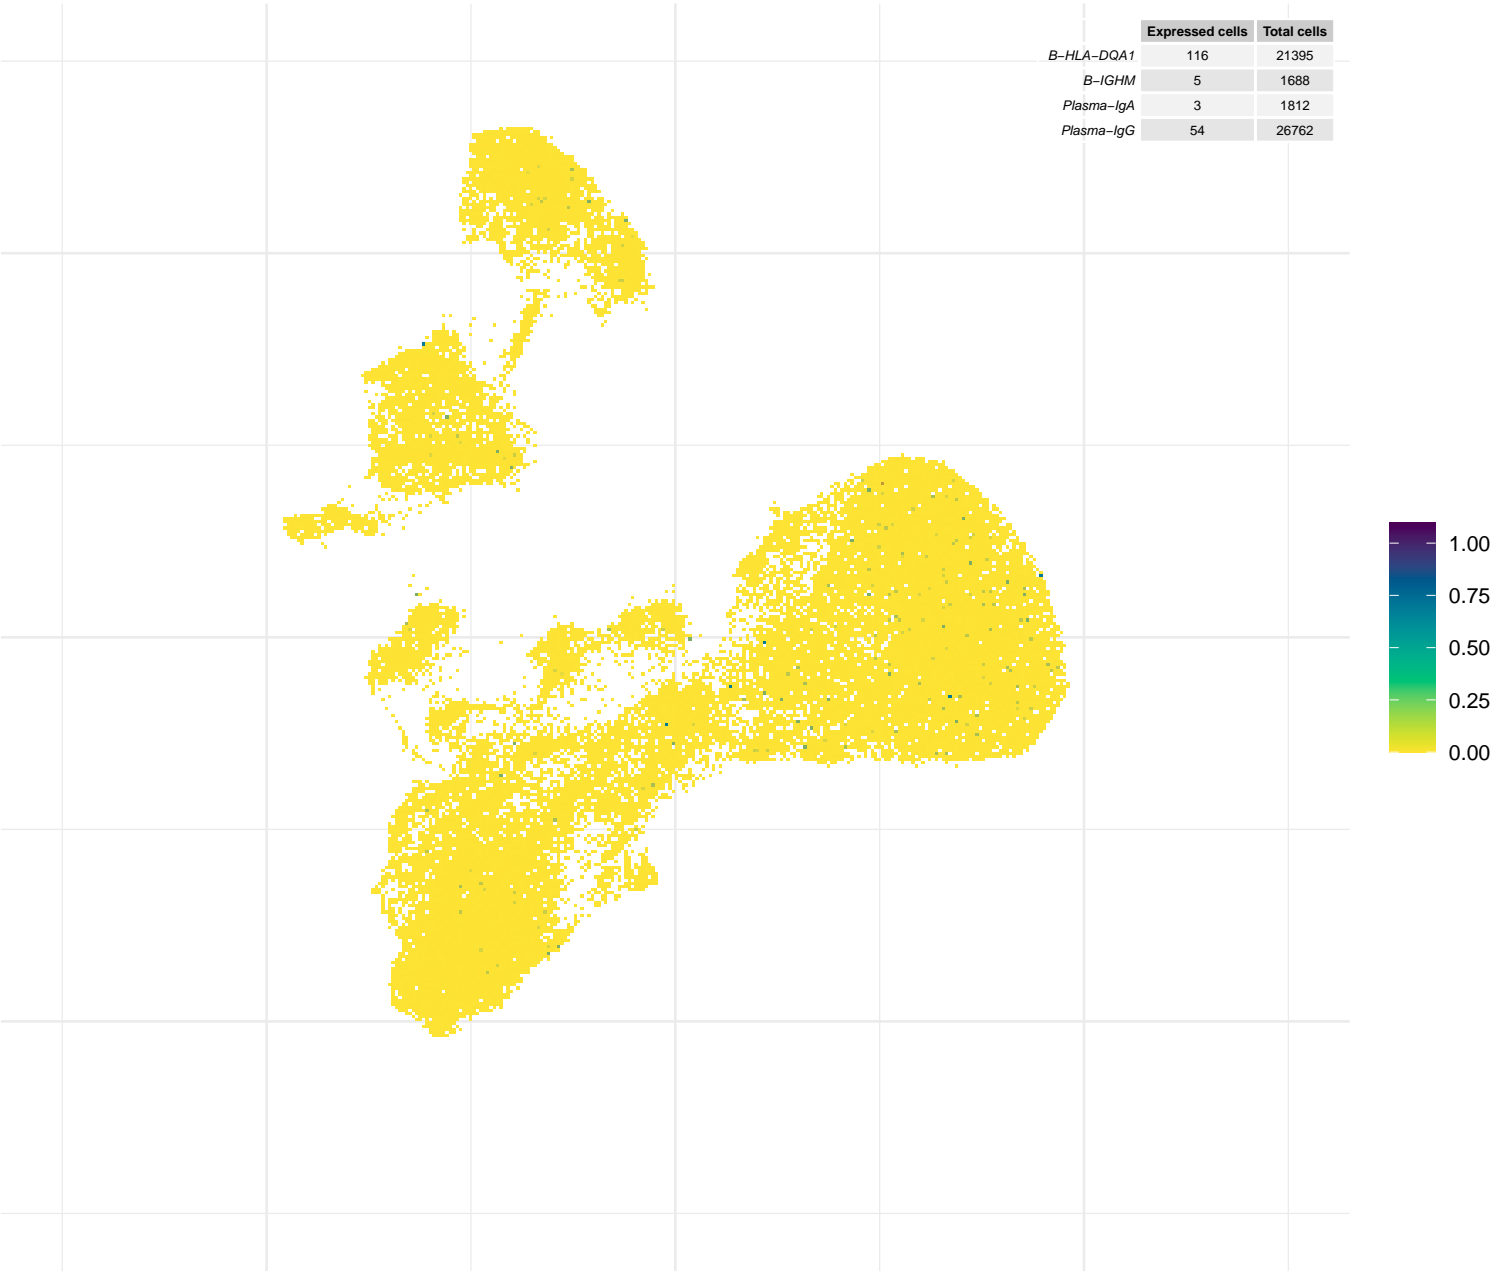 Expressed cells Total cells
B−HLA−DQA1 116 21395
B−IGHM 5 1688
Plasma−IgA 3 1812
Plasma−IgG 54 26762
1.00
0.75
0.50
0.25
0.00